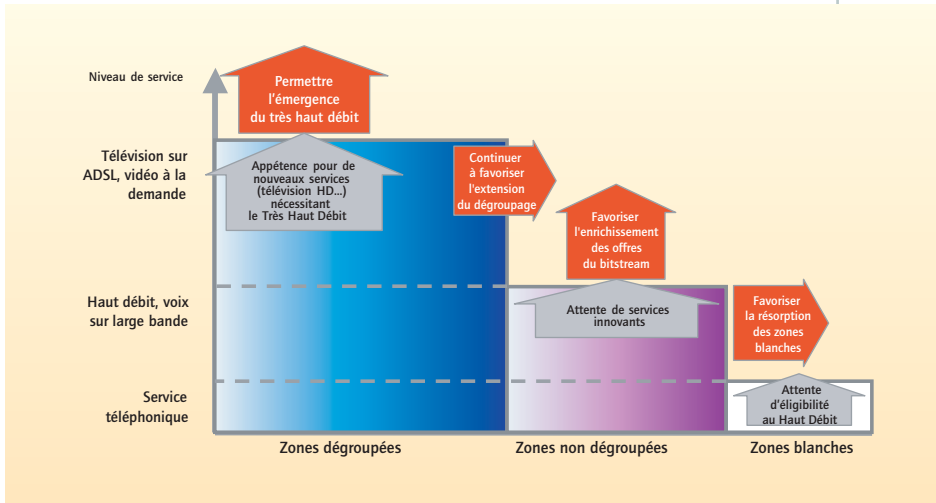 Niveau de service
Permettre
l'émergence
du très haut débit
Télévision sur
ADSL, vidéo à la
demande
Appétence pour de
nouveaux services
(télévision HD...)
nécessitant
le Très Haut Débit
Continuer
à favoriser
l'extension
du dégroupage
Favoriser
l'enrichissement
des offres
du bitstream
Haut débit, voix
sur large bande
Attente de services
innovants
Favoriser
la résorption
des zones
blanches
Service
téléphonique
Attente
d'éligibilité
au Haut Débit
Zones dégroupées
Zones non dégroupées
Zones blanches